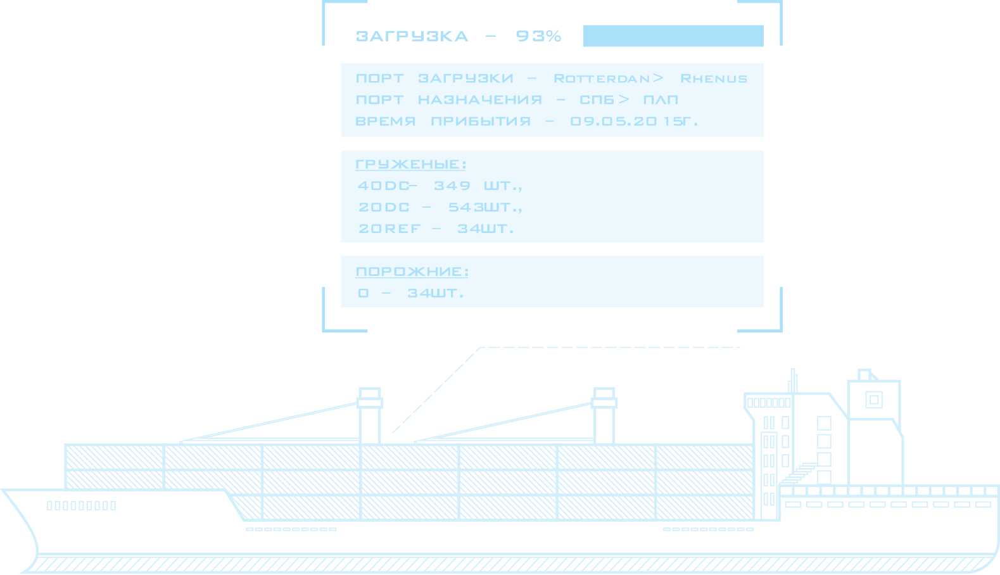 ЗАГРУЗКА – 93%
ПОРТ ЗАГРУЗКИ – Rotterdan> Rhenus
ПОРТ НАЗНАЧЕНИЯ – СПБ> ПЛП
ВРЕМЯ ПРИБЫТИЯ – 09.05.2015Г.
ГРУЖЕНЫЕ:
40DC– 349 ШТ.,
20DC – 543ШТ.,
20REF – 34ШТ.
ПОРОЖНИЕ:
0 – 34ШТ.